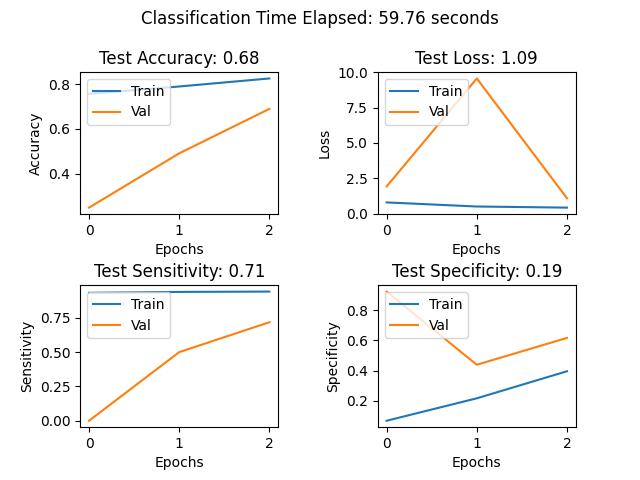 Classification Time Elapsed: 59.76 seconds
Test Accuracy: 0.68
Accuracy
0.8
0.6
0.4
Train
Val
0 1 2
Epochs
Test Loss: 1.09
Loss
10.0
7.5
5.0
2.5
0.0
Train
Val
0 1 2
Epochs
Test Sensitivity: 0.71
Sensitivity
0.75
0.50
0.25
0.00
Train
Val
0 1 2
Epochs
Test Specificity: 0.19
Specificity
0.8
0.6
0.4
0.2
Train
Val
0 1 2
Epochs